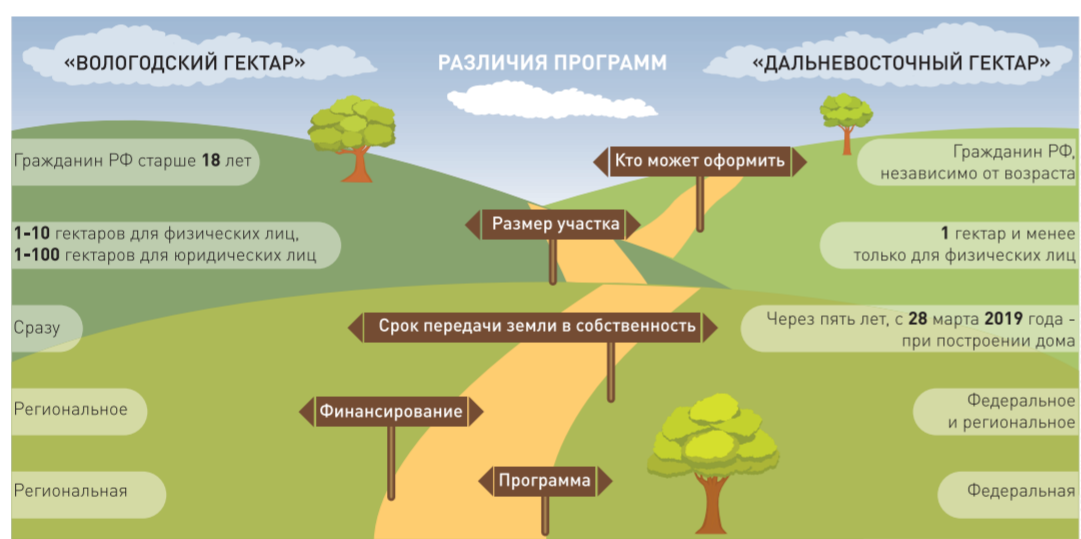 «ВОЛОГОДСКИЙ ГЕКТАР»
РАЗЛИЧИЯ ПРОГРАММ
«ДАЛЬНЕВОСТОЧНЫЙ ГЕКТАР»
Гражданин РФ старше 18 лет
Кто может оформить
Гражданин РФ,
независимо от возраста
1-10 гектаров для физических лиц,
1-100 гектаров для юридических лиц
Размер участка
1 гектар и менее
только для физических лиц
Сразу
Срок передачи земли в собственность
Через пять лет, с 28 марта 2019 года -
при построении дома
Региональное
Финансирование
Федеральное
и региональное
Региональная
Программа
Федеральная